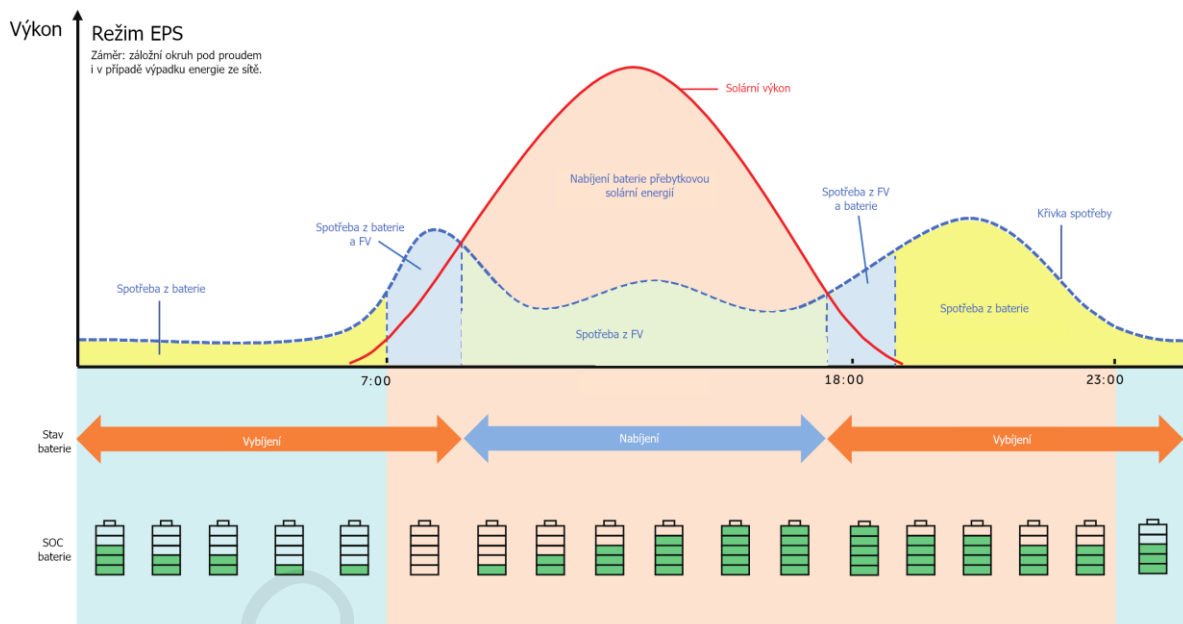 Výkon
Režim EPS
Záměr: záložní okruh pod proudem
i v případě výpadku energie ze sítě.
Solární výkon
Nabíjení baterie přebytkovou
solární energií
Spotřeba z FV
a baterie
Křivka spotřeby
Spotřeba z baterie
a FV
Spotřeba z baterie
Spotřeba z FV
Spotřeba z baterie
7:00
18:00
23:00
Stav
baterie
Vybíjení
Nabíjení
Vybíjení
SOC
baterie